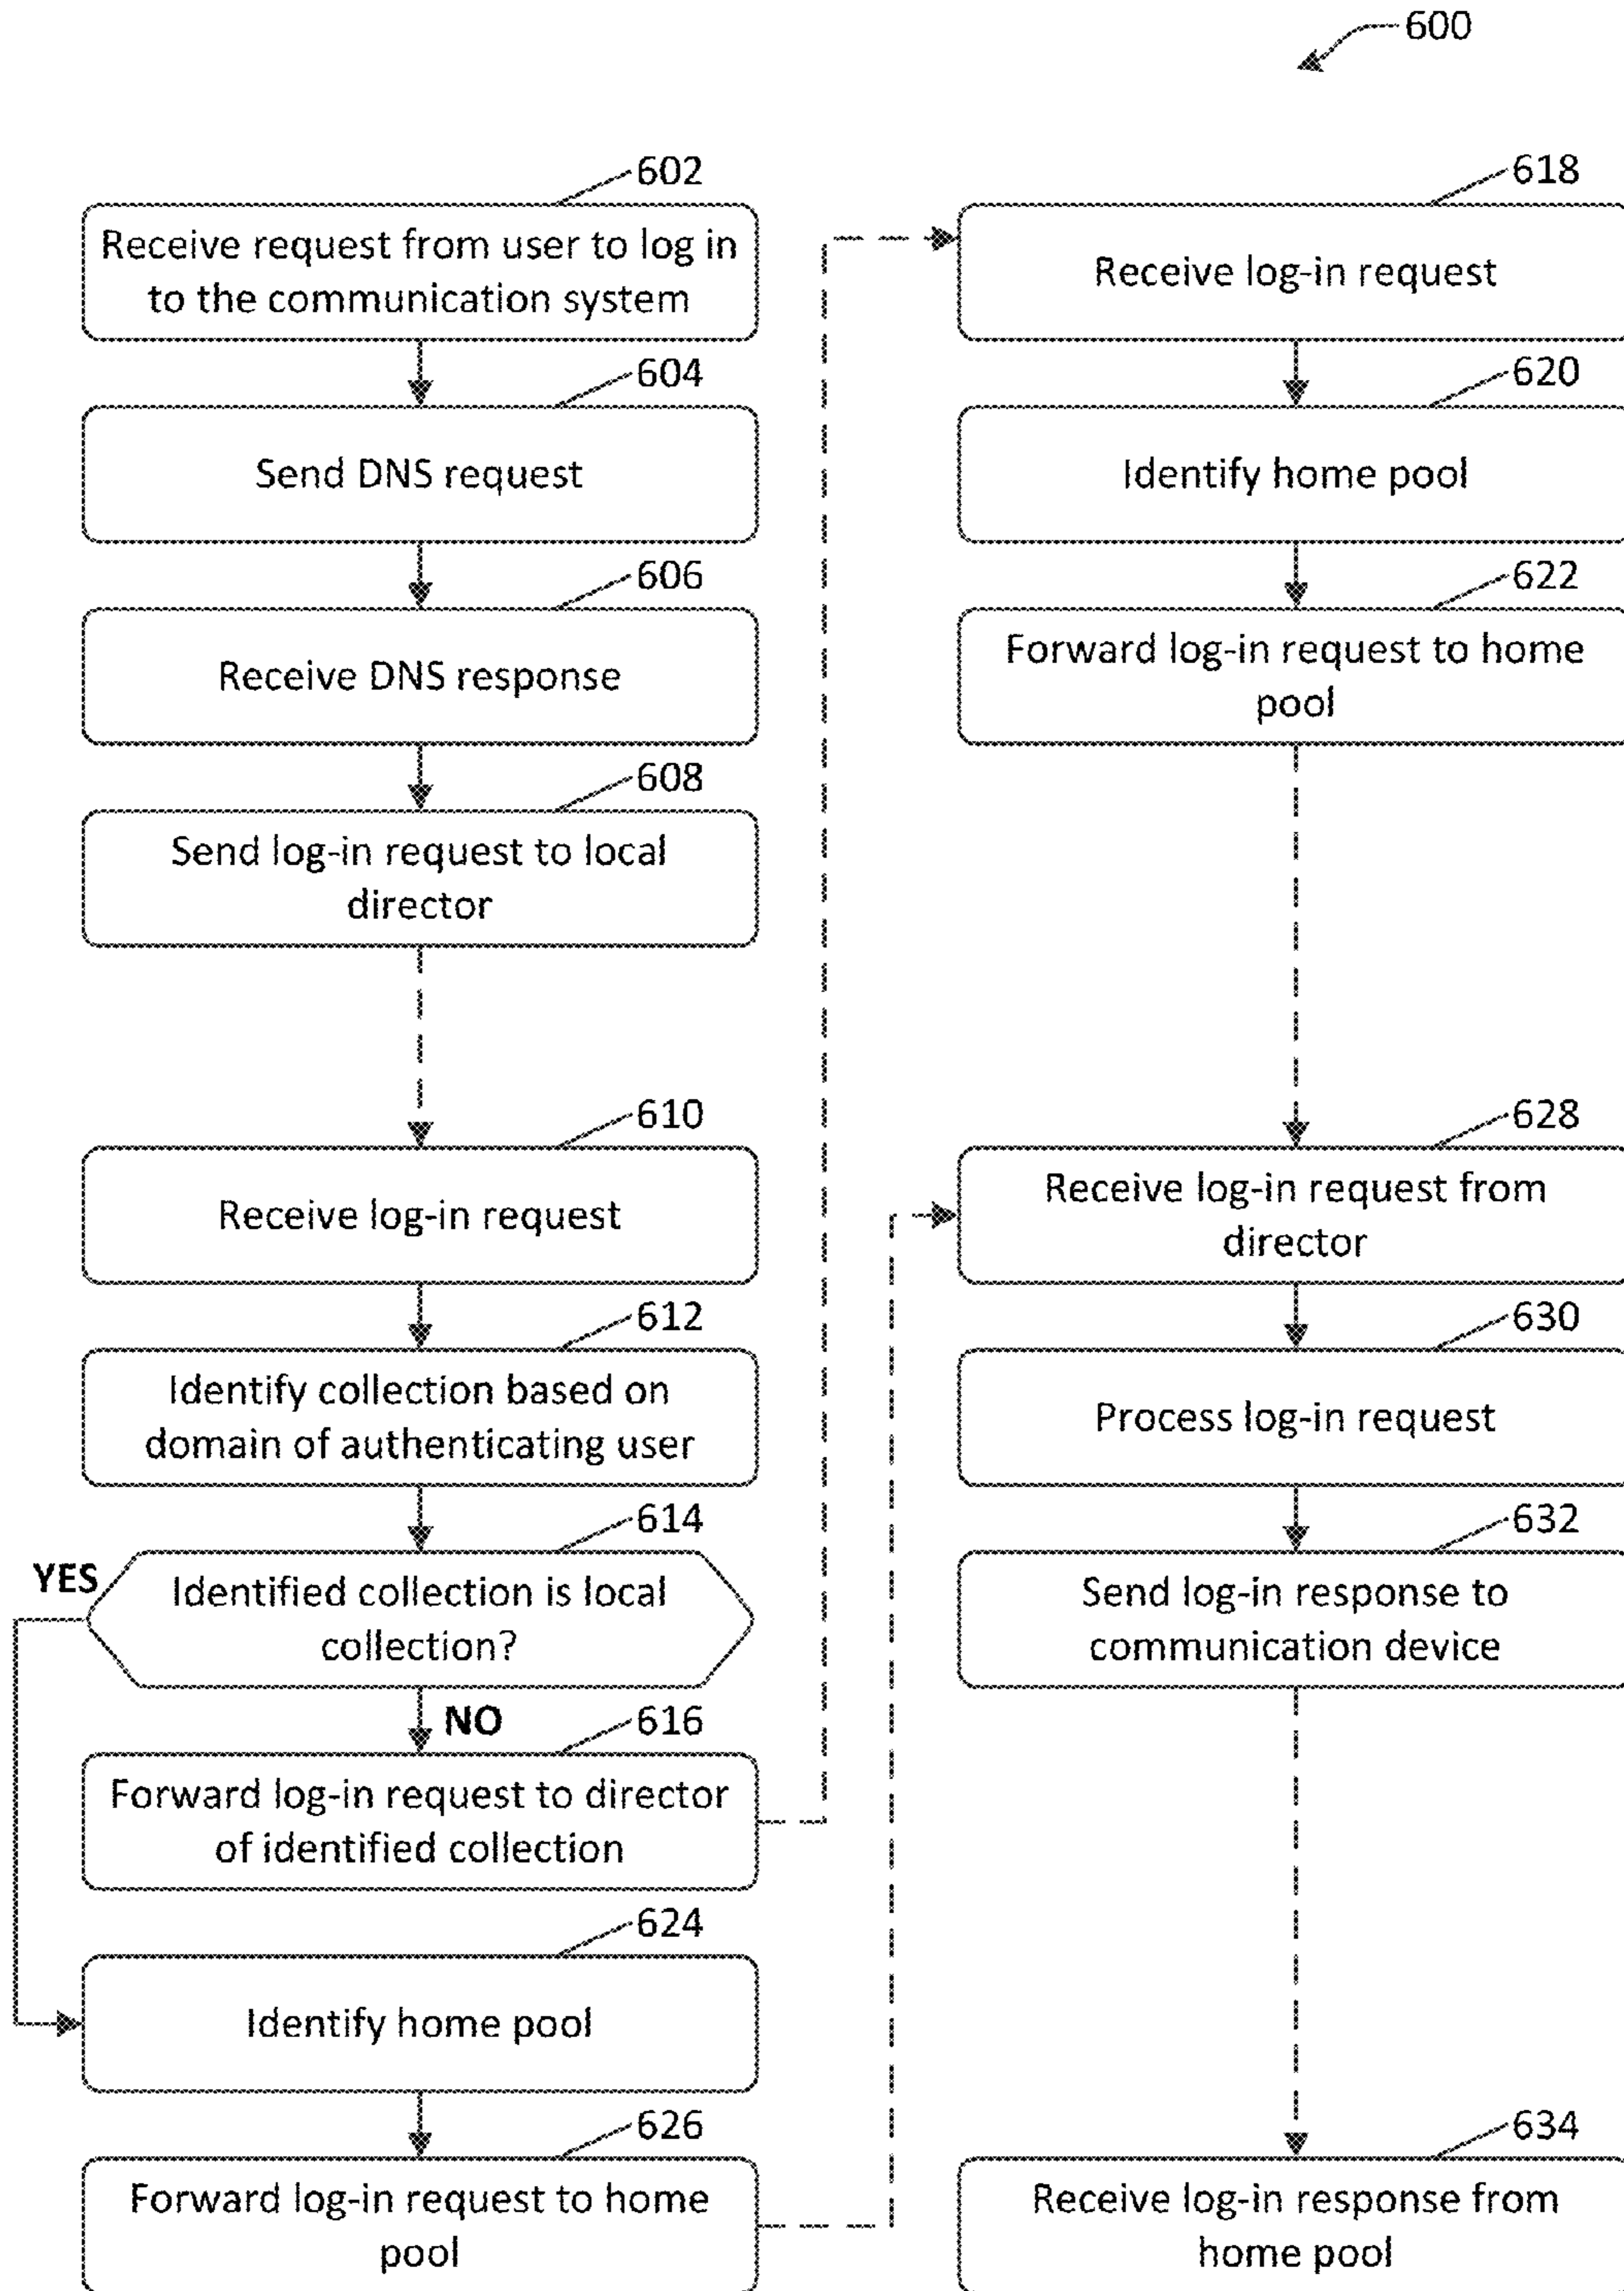 600
602
Receive request from user to log in
to the communication system
604
Send DNS request
606
Receive DNS response
608
Send log-in request to local
director
610
Receive log-in request
612
Identify collection based on
domain of authenticating user
614
YES
Identified collection is local
collection?
NO
616
Forward log-in request to director
of identified collection
624
Identify home pool
626
Forward log-in request to home
pool
618
Receive log-in request
620
Identify home pool
622
Forward log-in request to home
pool
628
Receive log-in request from
director
630
Process log-in request
632
Send log-in response to
communication device
634
Receive log-in response from
home pool